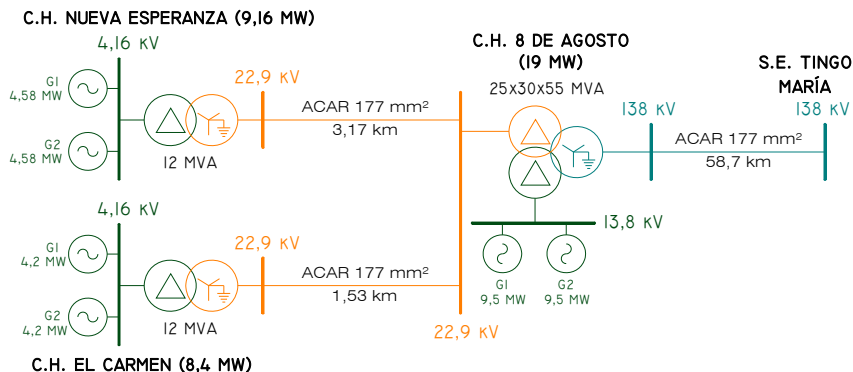 C.H. NUEVA ESPERANZA (9,16 MW)
4,16 kV
G1
4,58 MW
G2
4,58 MW
12 MVA
22,9 kV
ACAR 177 mm²
3,17 km
C.H. 8 DE AGOSTO
(19 MW)
25x30x55 MVA
138 kV
S.E. TINGO
MARÍA
138 kV
ACAR 177 mm²
58,7 km
13,8 kV
G1
9,5 MW
G2
9,5 MW
4,16 kV
G1
4,2 MW
G2
4,2 MW
12 MVA
22,9 kV
ACAR 177 mm²
1,53 km
22,9 kV
C.H. EL CARMEN (8,4 MW)